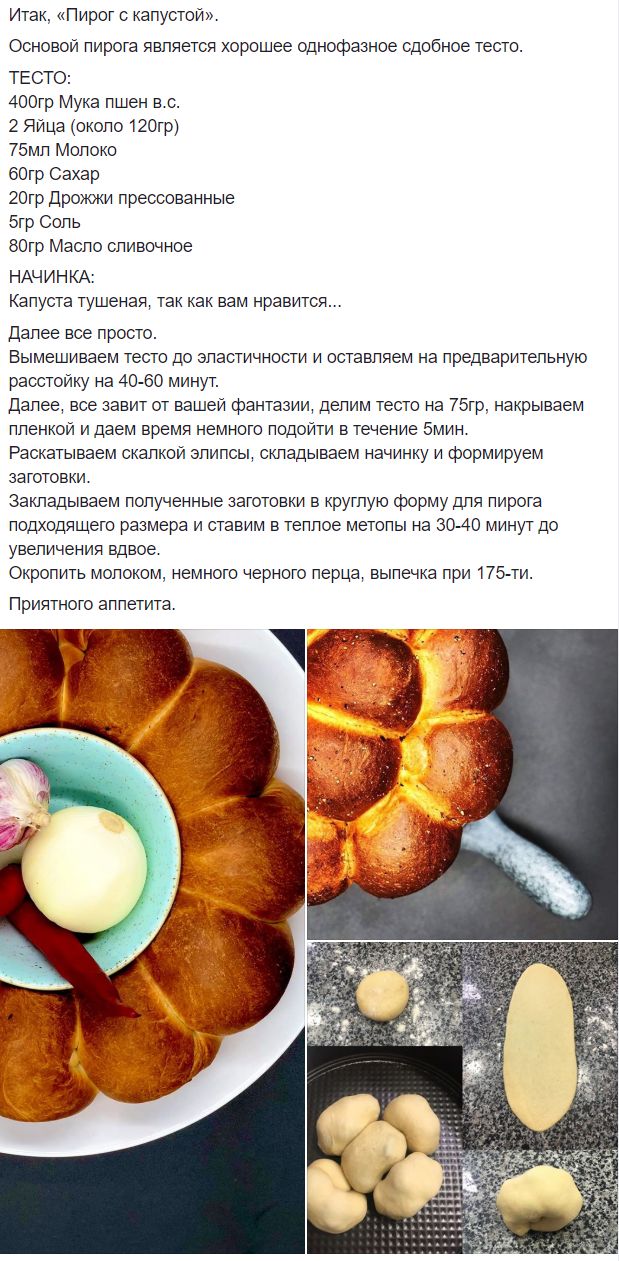 Итак, «Пирог с капустой».
Основой пирога является хорошее однофазное сдобное тесто.
ТЕСТО:
400гр Мука пшен в.с.
2 Яйца (около 120гр)
75мл Молоко
60гр Сахар
20гр Дрожжи прессованные
5гр Соль
80гр Масло сливочное
НАЧИНКА:
Капуста тушеная, так как вам нравится...
Далее все просто.
Вымешиваем тесто до эластичности и оставляем на предварительную
расстойку на 40-60 минут.
Далее, все завит от вашей фантазии, делим тесто на 75гр, накрываем
пленкой и даем время немного подойти в течение 5мин.
Раскатываем скалкой элипсы, складываем начинку и формируем
заготовки.
Закладываем полученные заготовки в круглую форму для пирога
подходящего размера и ставим в теплое метопы на 30-40 минут до
увеличения вдвое.
Окропить молоком, немного черного перца, выпечка при 175-ти.
Приятного аппетита.